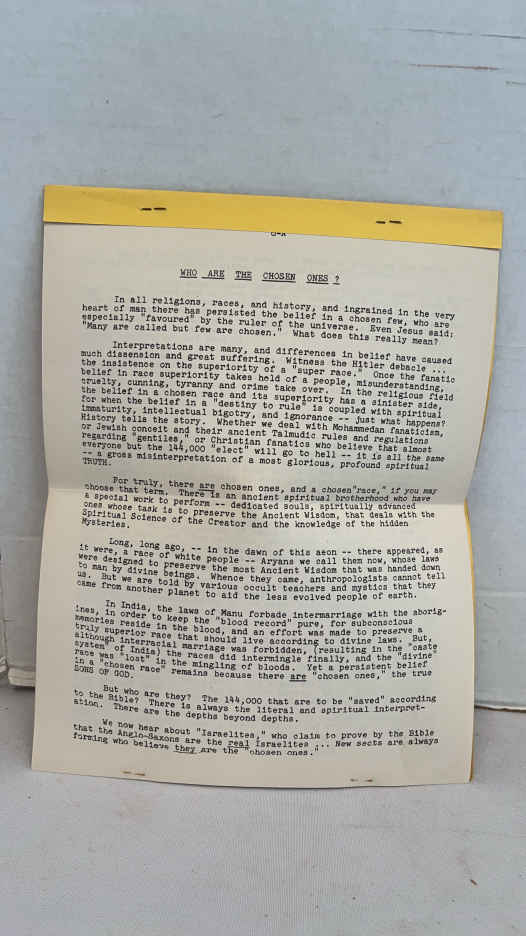 WHO ARE THE CHOSEN ONES ?
In all religions, races, and history, and ingrained in the very
heart of man there has persisted the belief in a chosen few, who are
especially "favoured" by the ruler of the universe. Even Jesus said:
"Many are called but few are chosen." What does this really mean?
Interpretations are many, and differences in belief have caused
much dissension and great suffering. Witness the Hitler debacle ...
the insistence on the superiority of a "super race." Once the fanatic
belief in race superiority takes hold of a people, misunderstanding,
cruelty, cunning, tyranny and crime take over. In the religious field
the belief in a chosen race and its superiority has a sinister side,
for when the belief in a "destiny to rule" is coupled with spiritual
immaturity, intellectual bigotry, and ignorance -- just what happens?
History tells the story. Whether we deal with Mohammedan fanaticism,
or Jewish conceit and their ancient Talmudic rules and regulations
regarding "gentiles," or Christian fanatics who believe that almost
everyone but the 144,000 "elect" will go to hell -- it is all the same
-- a gross misinterpretation of a most glorious, profound spiritual
TRUTH.
For truly, there are chosen ones, and a chosen"race," if you may
choose that term. There is an ancient spiritual brotherhood who have
a special work to perform -- dedicated souls, spiritually advanced
ones whose task is to preserve the Ancient Wisdom, that deals with the
Spiritual Science of the Creator and the knowledge of the hidden
Mysteries.
Long, long ago, -- in the dawn of this aeon -- there appeared, as
it were, a race of white people -- Aryans we call them now, whose laws
were designed to preserve the most Ancient Wisdom that was handed down
to man by divine beings. Whence they came, anthropologists cannot tell
us. But we are told by various occult teachers and mystics that they
came from another planet to aid the less evolved people of earth.
In India, the laws of Manu forbade intermarriage with the aborig-
ines, in order to keep the "blood record" pure, for subconscious
memories reside in the blood, and an effort was made to preserve a
truly superior race that should live according to divine laws. But,
although interracial marriage was forbidden, (resulting in the "caste
system" of India) the races did intermingle finally, and the "divine
race was "lost" in the mingling of bloods. Yet a persistent belief
in a "chosen race" remains because there are "chosen ones," the true
SONS OF GOD.
But who are they? The 144,000 that are to be "saved" according
to the Bible? There is always the literal and spiritual interpret-
ation. There are the depths beyond depths.
We now hear about "Israelites," who claim to prove by the Bible
that the Anglo-Saxons are the real Israelites ... New sects are always
forming who believe they are the "chosen ones."